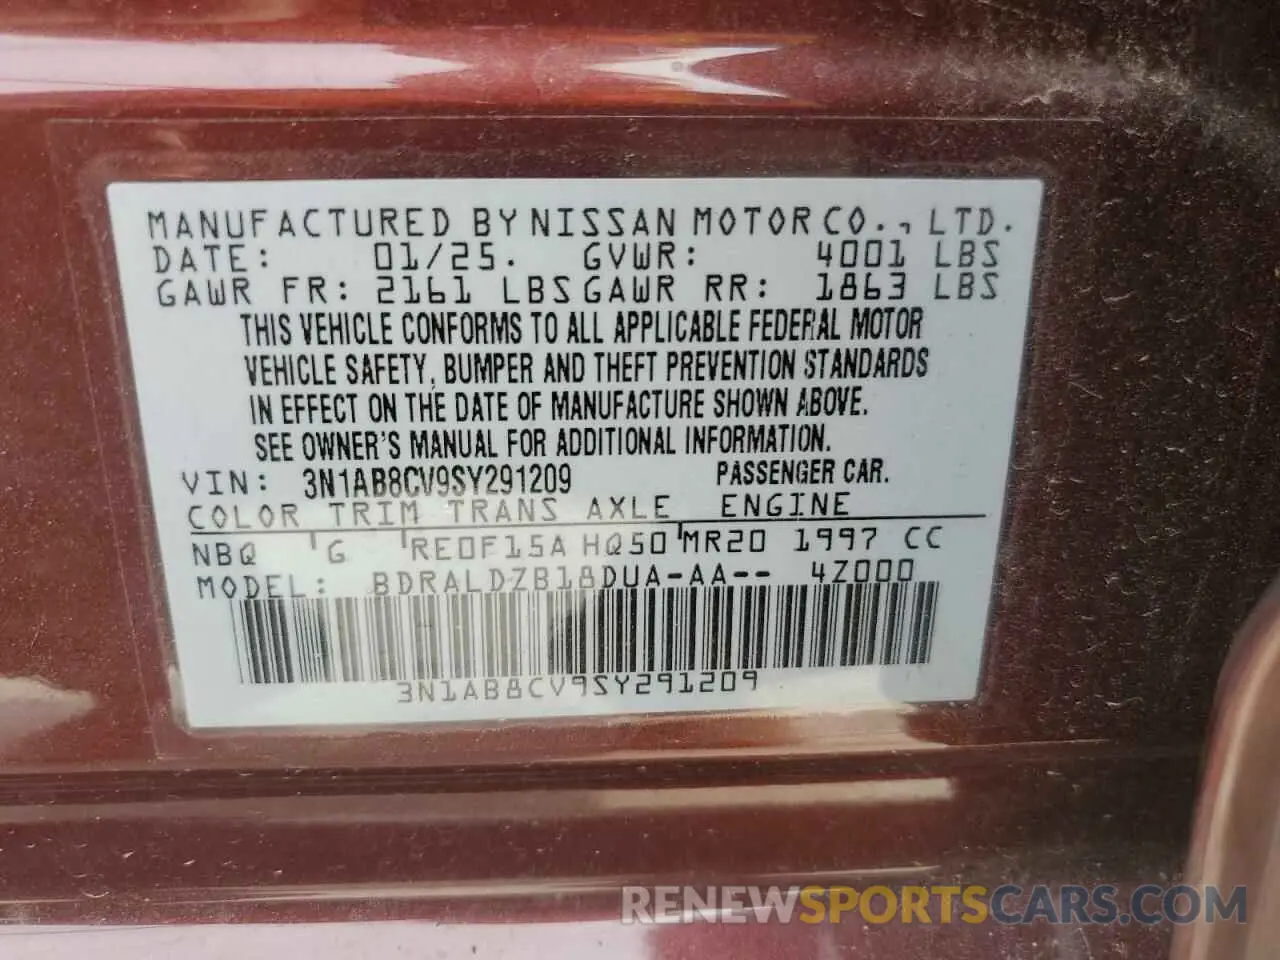 MANUFACTURED BY NISSAN MOTOR CO., LTD.
DATE: 01/25. GVWR: 4001 LBS
GAWR FR: 2161 LBS GAWR RR: 1863 LBS
THIS VEHICLE CONFORMS TO ALL APPLICABLE FEDERAL MOTOR
VEHICLE SAFETY, BUMPER AND THEFT PREVENTION STANDARDS
IN EFFECT ON THE DATE OF MANUFACTURE SHOWN ABOVE.
SEE OWNER'S MANUAL FOR ADDITIONAL INFORMATION.
VIN: 3N1AB8CV9SY291209 PASSENGER CAR.
COLOR TRIM TRANS AXLE ENGINE
NBQ G RE0F15A HQ50 MR20 1997 CC
MODEL: BDRALDZB18DUA-AA-- 4Z000
3N1AB8CV9SY291209
RENEWSPORTSCARS.COM